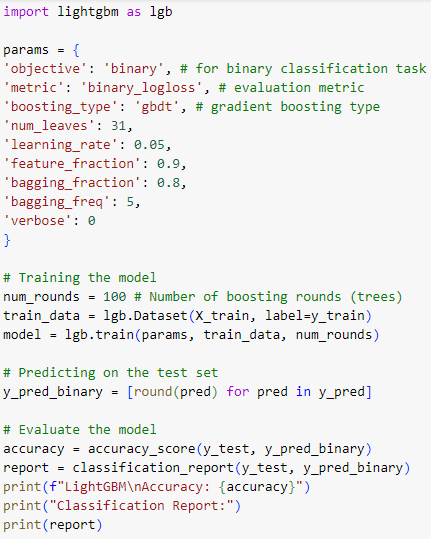 import lightgbm as lgb

params = {
'objective': 'binary', # for binary classification task
'metric': 'binary_logloss', # evaluation metric
'boosting_type': 'gbdt', # gradient boosting type
'num_leaves': 31,
'learning_rate': 0.05,
'feature_fraction': 0.9,
'bagging_fraction': 0.8,
'bagging_freq': 5,
'verbose': 0
}

# Training the model
num_rounds = 100 # Number of boosting rounds (trees)
train_data = lgb.Dataset(X_train, label=y_train)
model = lgb.train(params, train_data, num_rounds)

# Predicting on the test set
y_pred_binary = [round(pred) for pred in y_pred]

# Evaluate the model
accuracy = accuracy_score(y_test, y_pred_binary)
report = classification_report(y_test, y_pred_binary)
print(f"LightGBM\nAccuracy: {accuracy}")
print("Classification Report:")
print(report)